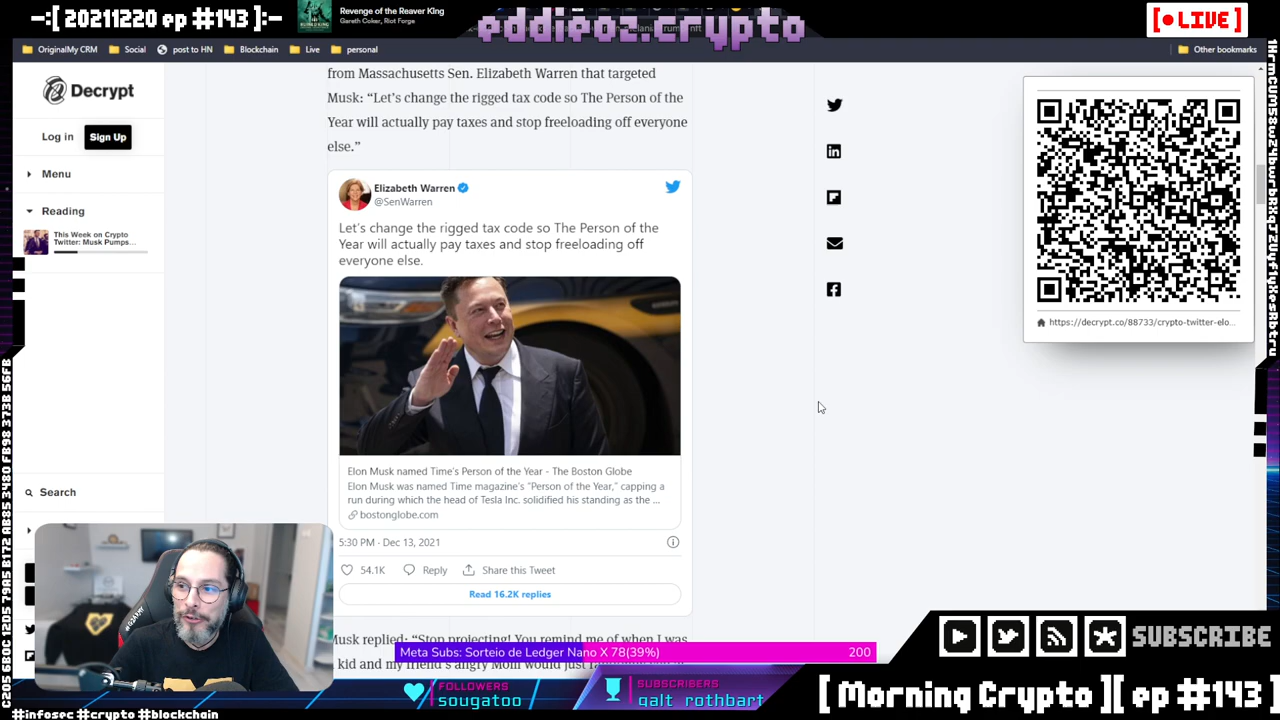 -:[ 20211220 ep #143 ]:-
Revenge of the Reaver King
Gareth Coker, Riot Forge
eddieoz.crypto
[ LIVE ]
OriginalMy CRM
Social
post to HN
Blockchain
Live
personal
Other bookmarks
Decrypt
Log in
Sign Up
Menu
Reading
This Week on Crypto
Twitter: Musk Pumps...
Search
from Massachusetts Sen. Elizabeth Warren that targeted
Musk: “Let’s change the rigged tax code so The Person of the
Year will actually pay taxes and stop freeloading off everyone
else.”
Elizabeth Warren
@SenWarren
Let’s change the rigged tax code so The Person of the
Year will actually pay taxes and stop freeloading off
everyone else.
Elon Musk named Time’s Person of the Year - The Boston Globe
Elon Musk was named Time magazine’s “Person of the Year,” capping a
run during which the head of Tesla Inc. solidified his standing as the ...
bostonglobe.com
5:30 PM · Dec 13, 2021
54.1K
Reply
Share this Tweet
Read 16.2K replies
Musk replied: “Stop projecting! You remind me of when I was
kid and my friend’s angry Mom would just
https://decrypt.co/88733/crypto-twitter-elo...
Meta Subs: Sorteio de Ledger Nano X 78(39%)
200
FOLLOWERS
sougatoo
SUBSCRIBERS
galt_rothbart
SUBSCRIBE
[ Morning Crypto ][ ep #143 ]
#infosec #crypto #blockchain